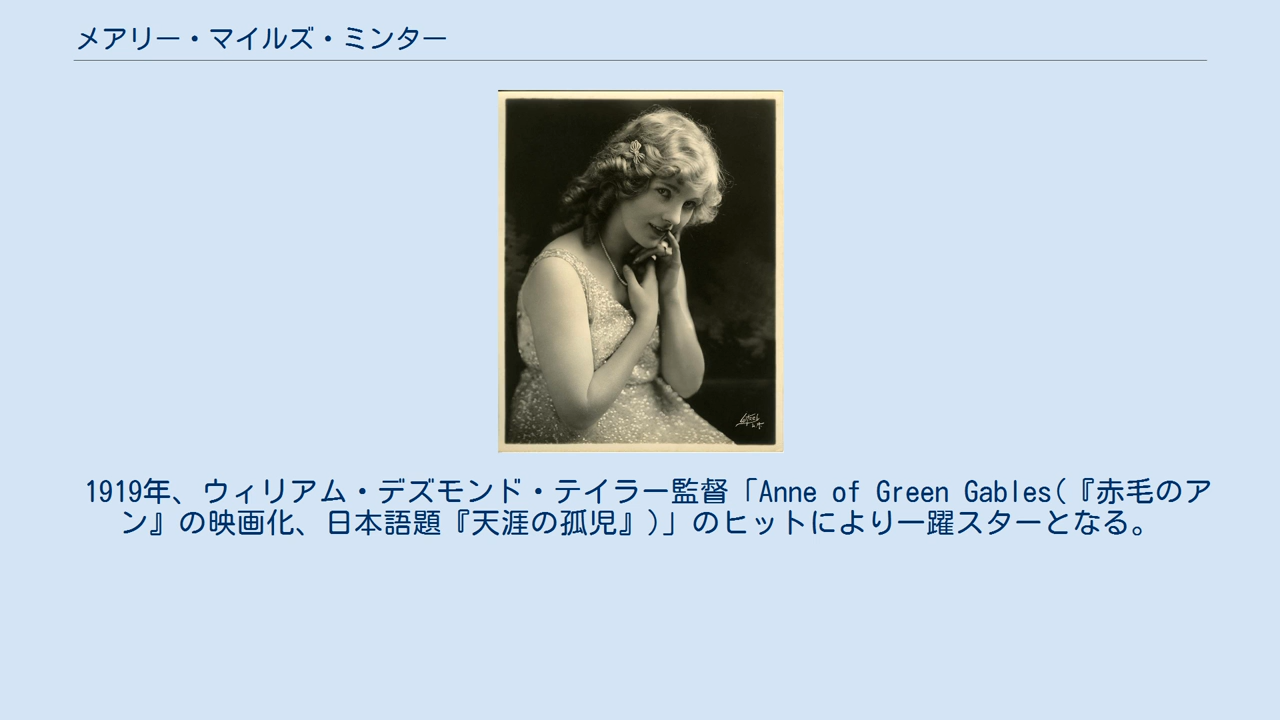 メアリー・マイルズ・ミンター
1919年、ウィリアム・デズモンド・テイラー監督「Anne of Green Gables(『赤毛のア
ン』の映画化、日本語題『天涯の孤児』)」のヒットにより一躍スターとなる。